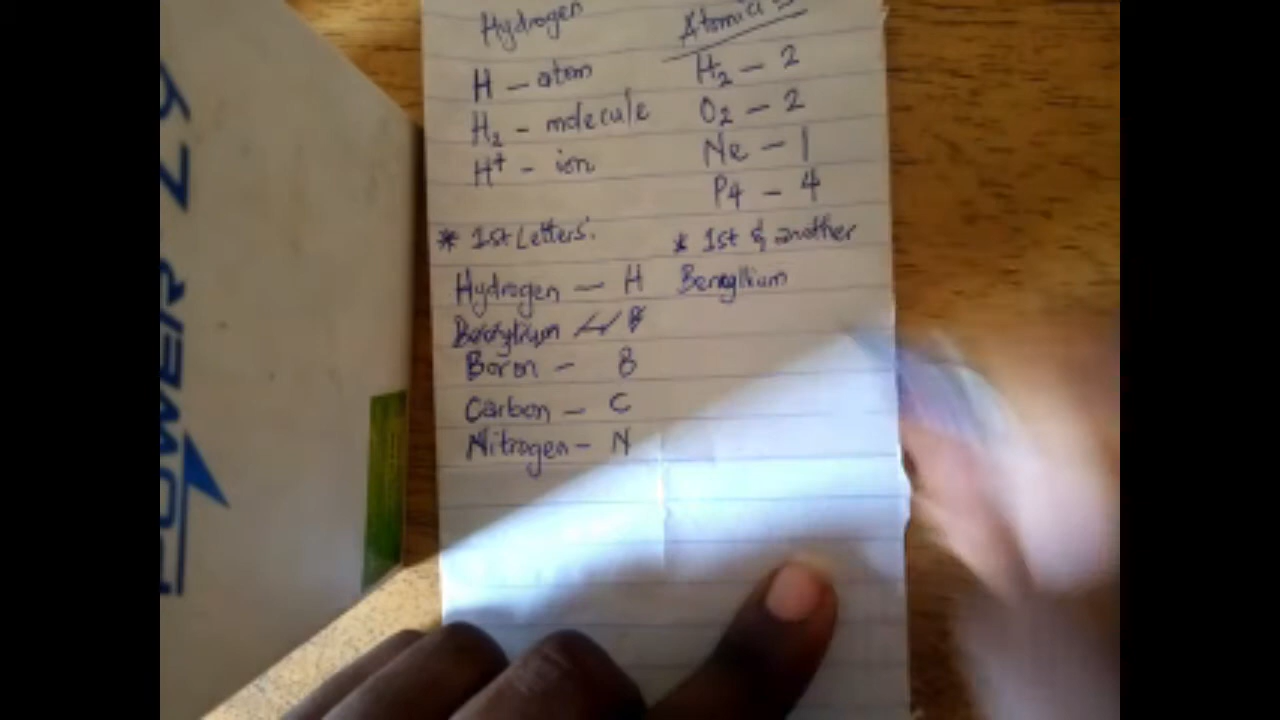 Hydrogen
H - atom
H₂ - molecule
H⁺ - ion
* 1st Letters:
Hydrogen - H
Boron - B
Carbon - C
Nitrogen - N
H₂ - 2
O₂ - 2
Ne - 1
P4 - 4
* 1st & another
POWER